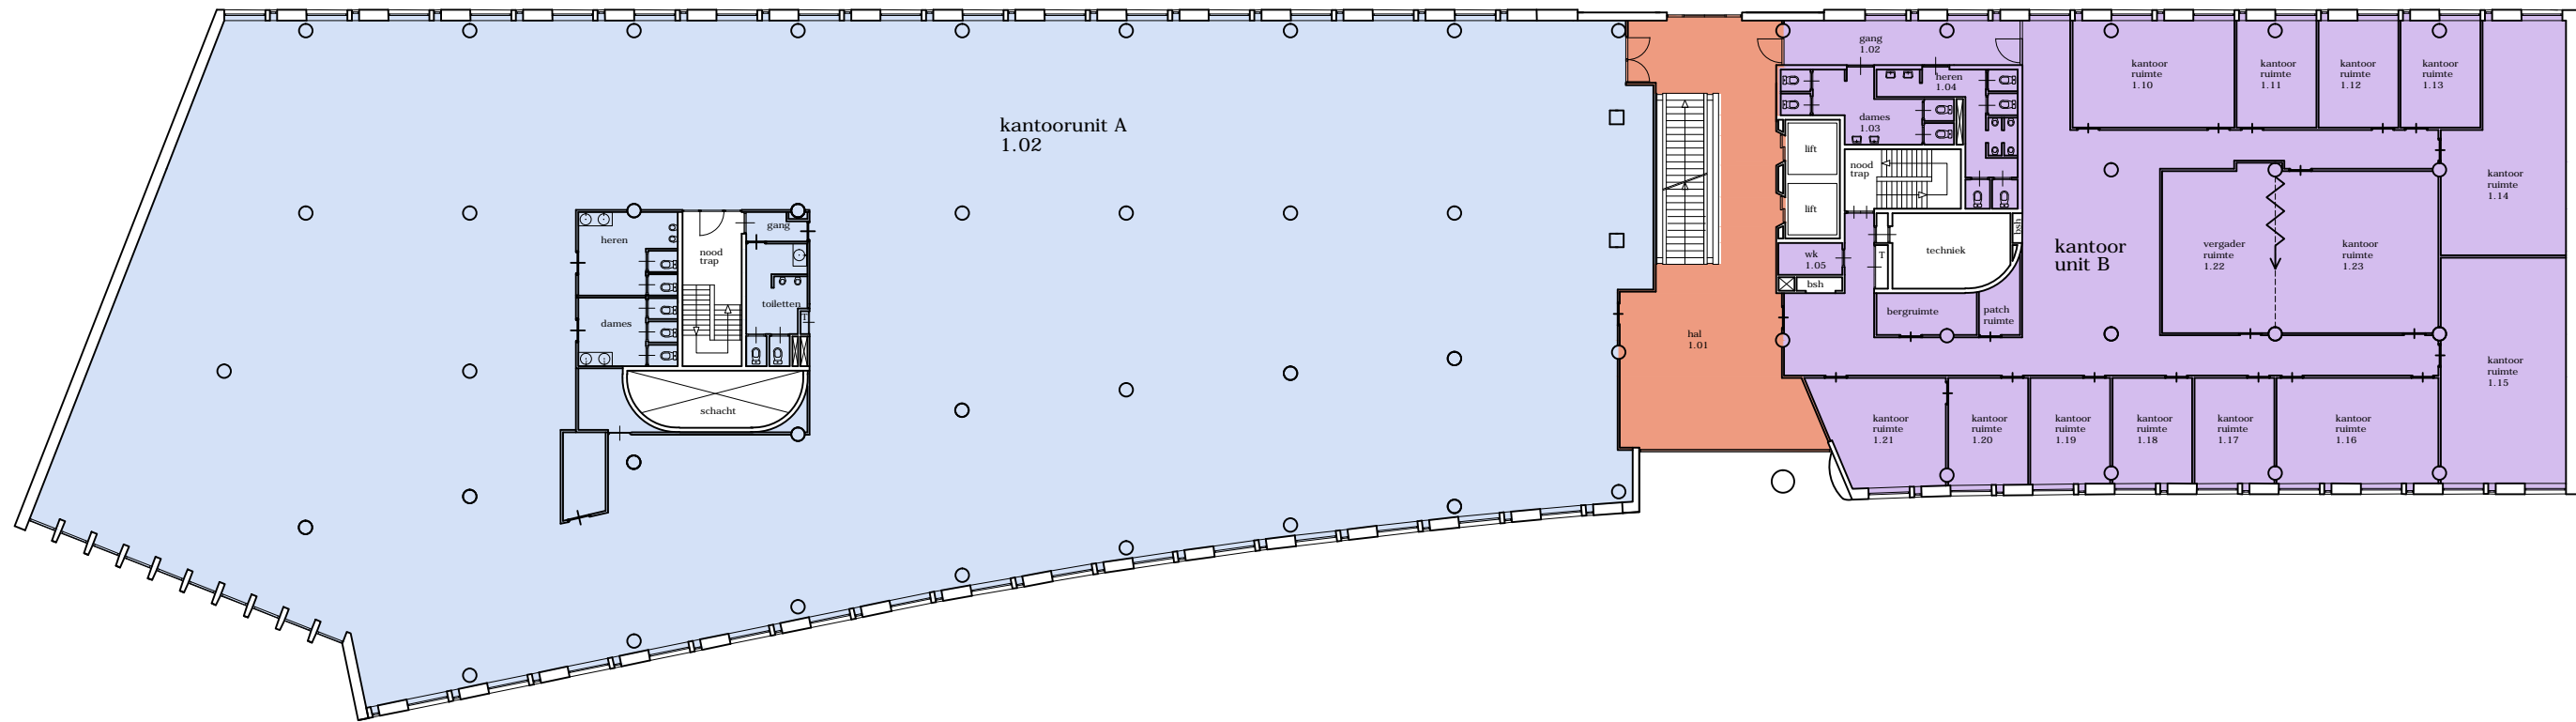 kantoorunit A
1.02
heren
nood
trap
gang
toiletten
T
dames
schacht
hal
1.01
gang
1.02
heren
1.04
dames
1.03
lift
lift
nood
trap
wk
1.05
bsh
T
techniek
bsh
bergruimte
patch
ruimte
kantoor
unit B
kantoor
ruimte
1.10
kantoor
ruimte
1.11
kantoor
ruimte
1.12
kantoor
ruimte
1.13
kantoor
ruimte
1.14
vergader
ruimte
1.22
kantoor
ruimte
1.23
kantoor
ruimte
1.15
kantoor
ruimte
1.21
kantoor
ruimte
1.20
kantoor
ruimte
1.19
kantoor
ruimte
1.18
kantoor
ruimte
1.17
kantoor
ruimte
1.16